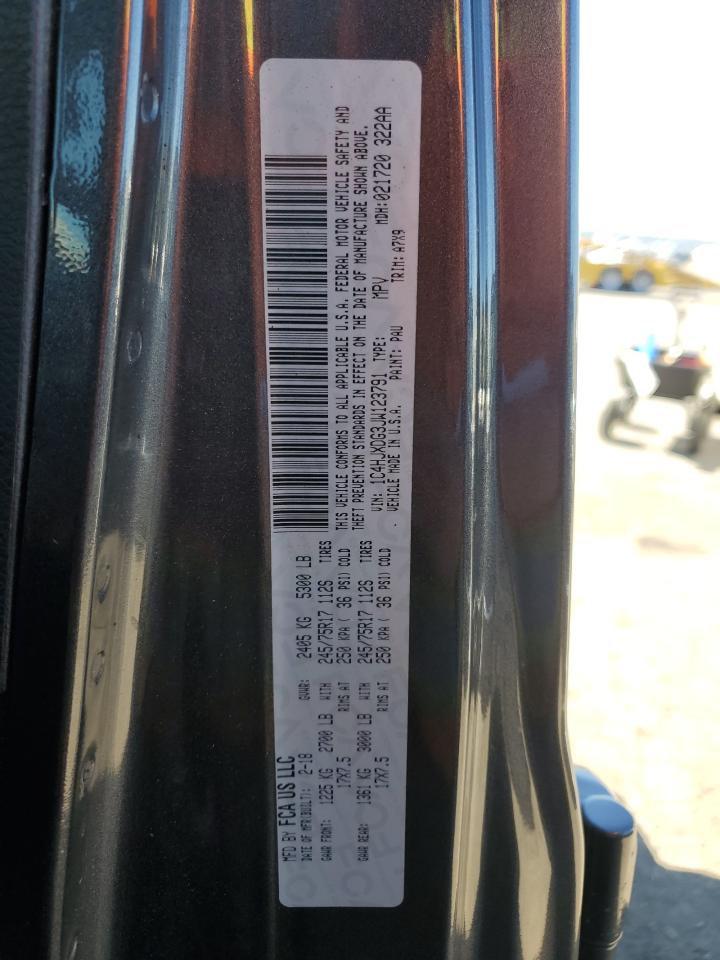 MFD BY FCA US LLC
DATE OF MFR(BUILT): 2-18 GVWR: 2405 KG 5300 LB
GAWR FRONT: 1225 KG 2700 LB WITH 245/75R17 112S TIRES
17X7.5 RIMS AT 250 KPA ( 36 PSI) COLD
GAWR REAR: 1361 KG 3000 LB WITH 245/75R17 112S TIRES
17X7.5 RIMS AT 250 KPA ( 36 PSI) COLD
THIS VEHICLE CONFORMS TO ALL APPLICABLE U.S.A. FEDERAL MOTOR VEHICLE SAFETY AND
THEFT PREVENTION STANDARDS IN EFFECT ON THE DATE OF MANUFACTURE SHOWN ABOVE.
VIN: 1C4HJXDG3JW123791 TYPE: MPV MDH:021720 322AA
. VEHICLE MADE IN U.S.A. PAINT: PAU TRIM: A7X9